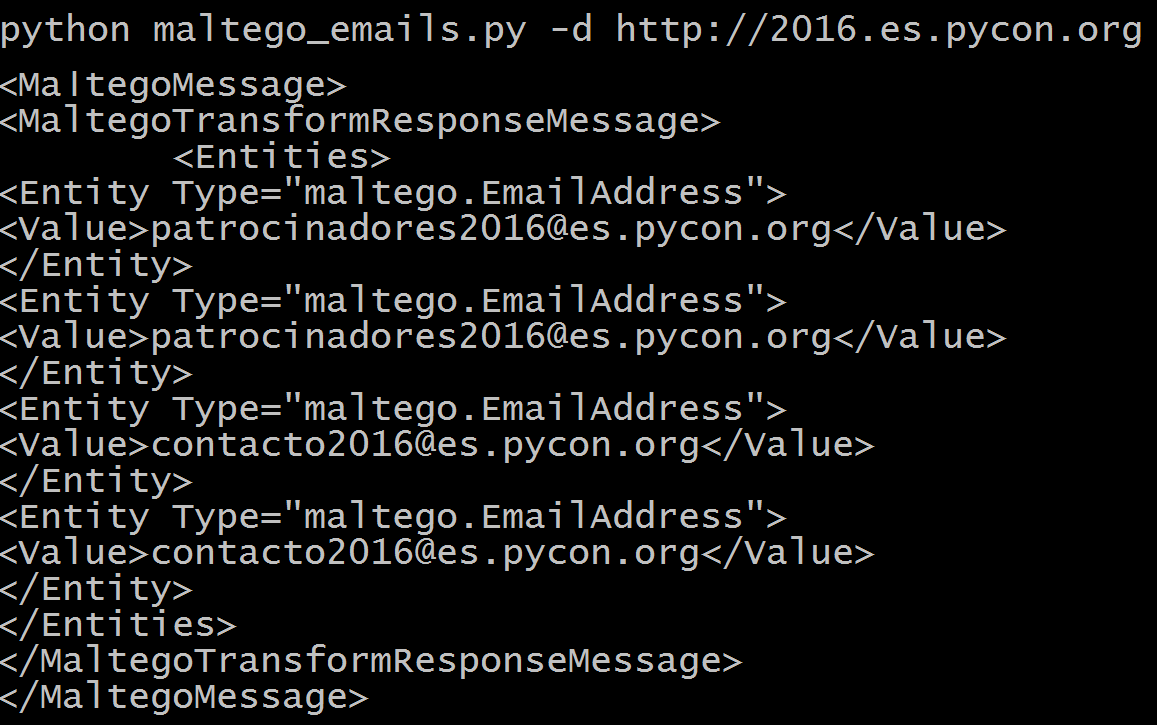 python maltego_emails.py -d http://2016.es.pycon.org
<MaltegoMessage>
<MaltegoTransformResponseMessage>
        <Entities>
<Entity Type="maltego.EmailAddress">
<Value>patrocinadores2016@es.pycon.org</Value>
</Entity>
<Entity Type="maltego.EmailAddress">
<Value>patrocinadores2016@es.pycon.org</Value>
</Entity>
<Entity Type="maltego.EmailAddress">
<Value>contacto2016@es.pycon.org</Value>
</Entity>
<Entity Type="maltego.EmailAddress">
<Value>contacto2016@es.pycon.org</Value>
</Entity>
</Entities>
</MaltegoTransformResponseMessage>
</MaltegoMessage>